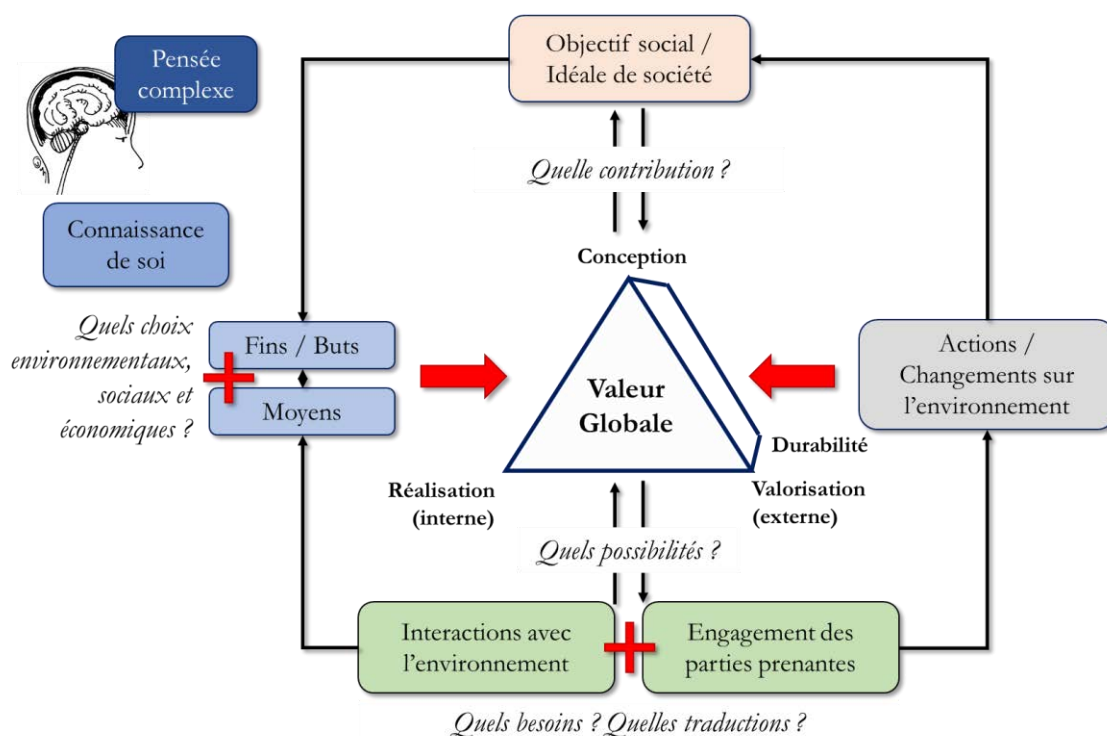 Pensée
complexe
Objectif social /
Idéale de société
Quelle contribution ?
Connaissance
de soi
Conception
Quels choix
environnementaux,
sociaux et
économiques ?
Fins / Buts
Moyens
Valeur
Globale
Actions /
Changements sur
l'environnement
Durabilité
Réalisation
(interne)
Valorisation
(externe)
Quels possibilités ?
Interactions avec
l'environnement
Engagement des
parties prenantes
Quels besoins ? Quelles traductions ?